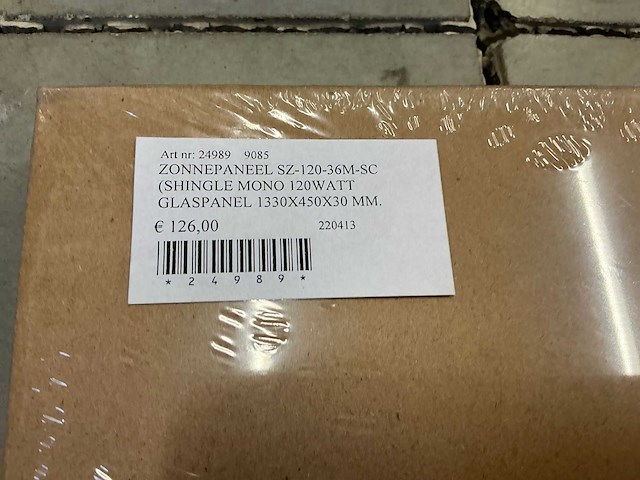 Art nr: 24989 9085
ZONNEPANEEL SZ-120-36M-SC
(SHINGLE MONO 120WATT
GLASPANEL 1330X450X30 MM.
€ 126,00 220413
* 2 4 9 8 9 *